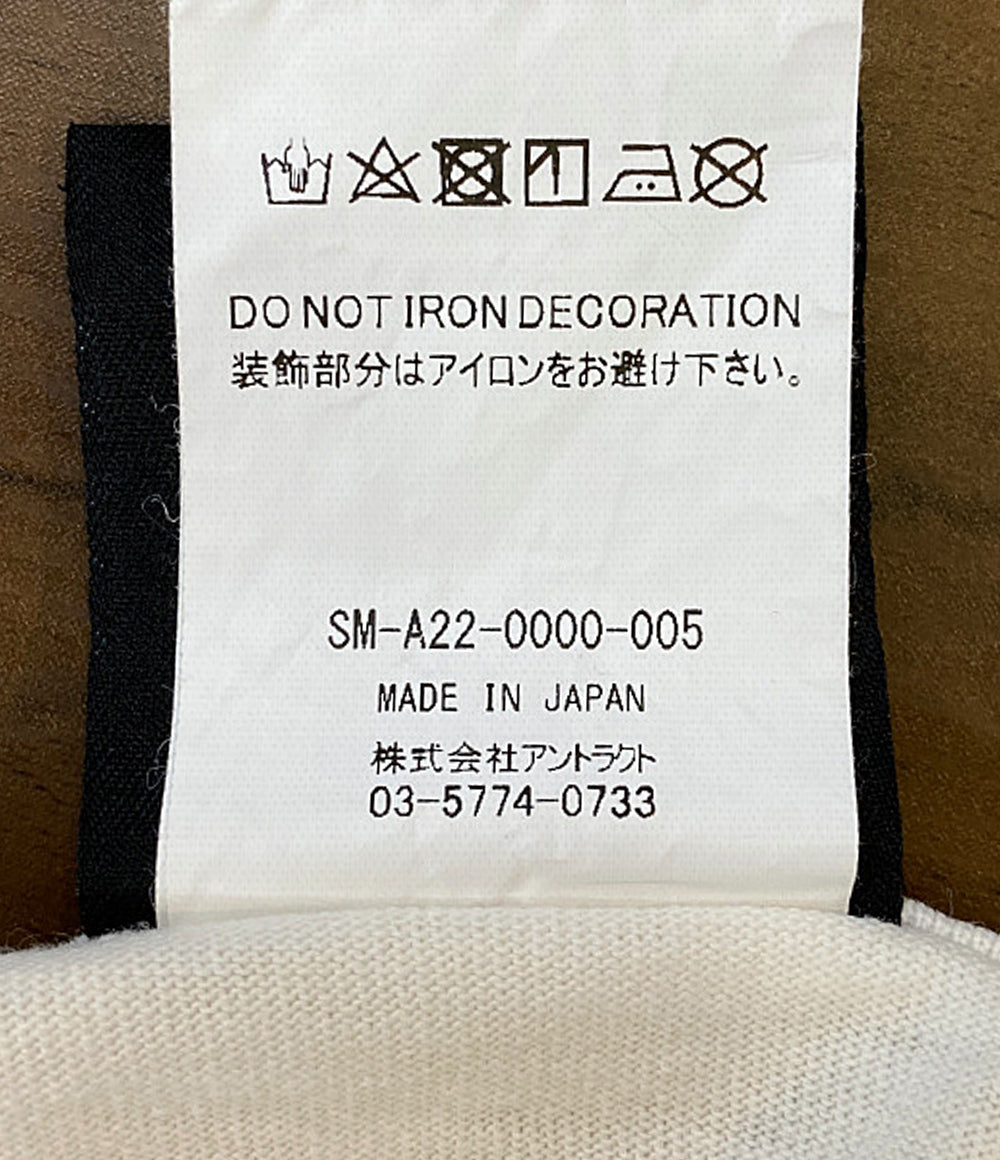 DO NOT IRON DECORATION
装飾部分はアイロンをお避け下さい。
SM-A22-0000-005
MADE IN JAPAN
株式会社アントラクト
03-5774-0733